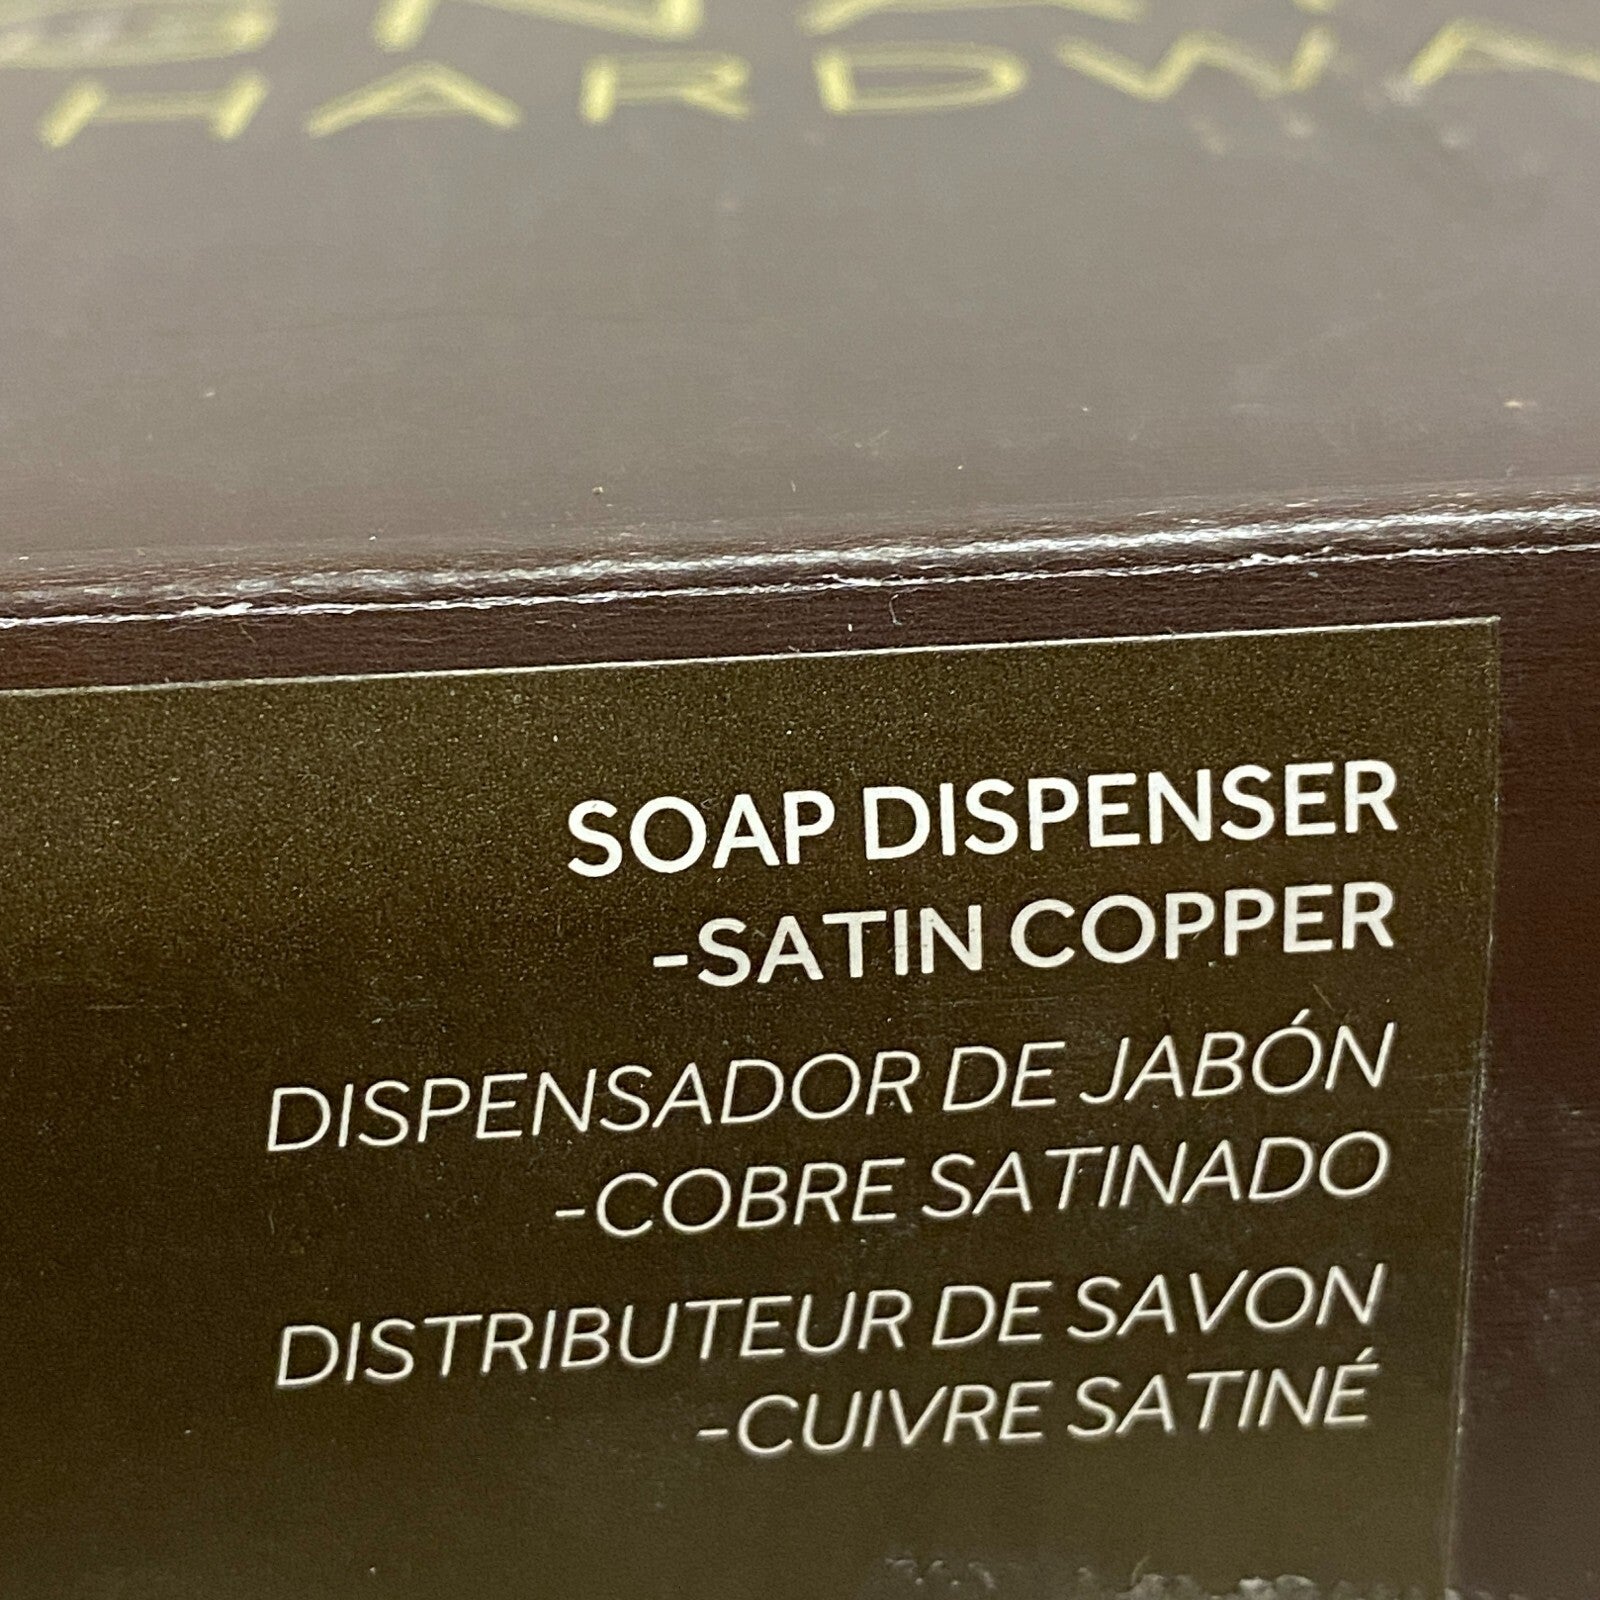 SOAP DISPENSER
-SATIN COPPER
DISPENSADOR DE JABÓN
-COBRE SATINADO
DISTRIBUTEUR DE SAVON
-CUIVRE SATINÉ